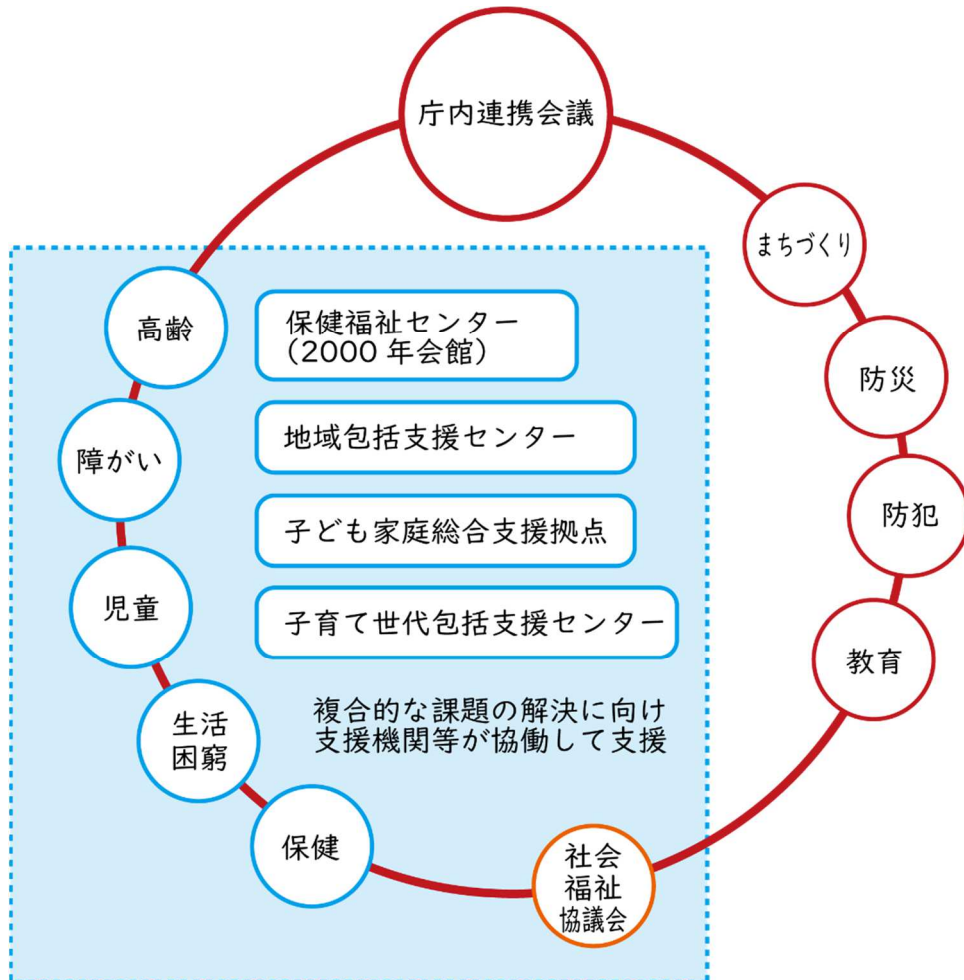 庁内連携会議
まちづくり
防災
防犯
教育
高齢
障がい
児童
生活
困窮
保健
社会
福祉
協議会
保健福祉センター
（2000 年会館）
地域包括支援センター
子ども家庭総合支援拠点
子育て世代包括支援センター
複合的な課題の解決に向け
支援機関等が協働して支援